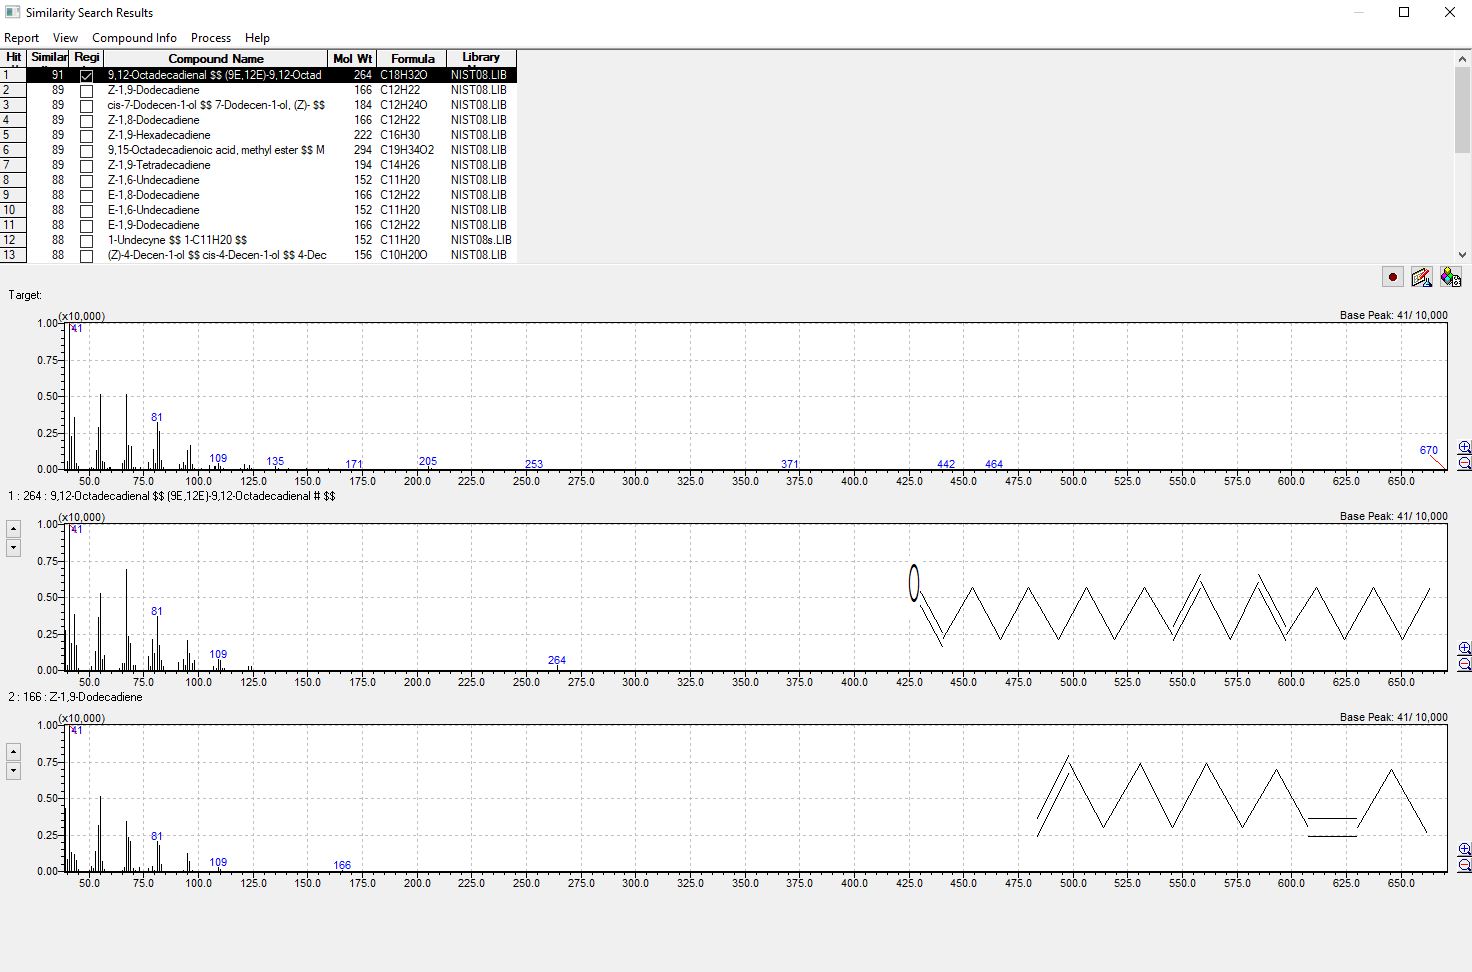 Similarity Search Results
Report View Compound Info Process Help
Hit Similar Regi Compound Name Mol Wt Formula Library
1 91 9,12-Octadecadienal $$ (9E,12E)-9,12-Octad 264 C18H32O NIST08.LIB
2 89 Z-1,9-Dodecadiene 166 C12H22 NIST08.LIB
3 89 cis-7-Dodecen-1-ol $$ 7-Dodecen-1-ol, (Z)- $$ 184 C12H24O NIST08.LIB
4 89 Z-1,8-Dodecadiene 166 C12H22 NIST08.LIB
5 89 Z-1,9-Hexadecadiene 222 C16H30 NIST08.LIB
6 89 9,15-Octadecadienoic acid, methyl ester $$ M 294 C19H34O2 NIST08.LIB
7 89 Z-1,9-Tetradecadiene 194 C14H26 NIST08.LIB
8 88 Z-1,6-Undecadiene 152 C11H20 NIST08.LIB
9 88 E-1,8-Dodecadiene 166 C12H22 NIST08.LIB
10 88 E-1,6-Undecadiene 152 C11H20 NIST08.LIB
11 88 E-1,9-Dodecadiene 166 C12H22 NIST08.LIB
12 88 1-Undecyne $$ 1-C11H20 $$ 152 C11H20 NIST08s.LIB
13 88 (Z)-4-Decen-1-ol $$ cis-4-Decen-1-ol $$ 4-Dec 156 C10H20O NIST08.LIB
Target:
(x10,000) Base Peak: 41/ 10,000
1.00 41
0.75
0.50
81
0.25
109 135 171 205 253 371 442 464 670
0.00
50.0 75.0 100.0 125.0 150.0 175.0 200.0 225.0 250.0 275.0 300.0 325.0 350.0 375.0 400.0 425.0 450.0 475.0 500.0 525.0 550.0 575.0 600.0 625.0 650.0
1 : 264 : 9,12-Octadecadienal $$ (9E,12E)-9,12-Octadecadienal # $$
(x10,000) Base Peak: 41/ 10,000
1.00 41
0.75
O
0.50
81
0.25
109 264
0.00
50.0 75.0 100.0 125.0 150.0 175.0 200.0 225.0 250.0 275.0 300.0 325.0 350.0 375.0 400.0 425.0 450.0 475.0 500.0 525.0 550.0 575.0 600.0 625.0 650.0
2 : 166 : Z-1,9-Dodecadiene
(x10,000) Base Peak: 41/ 10,000
1.00 41
0.75
0.50
0.25 81
109 166
0.00
50.0 75.0 100.0 125.0 150.0 175.0 200.0 225.0 250.0 275.0 300.0 325.0 350.0 375.0 400.0 425.0 450.0 475.0 500.0 525.0 550.0 575.0 600.0 625.0 650.0